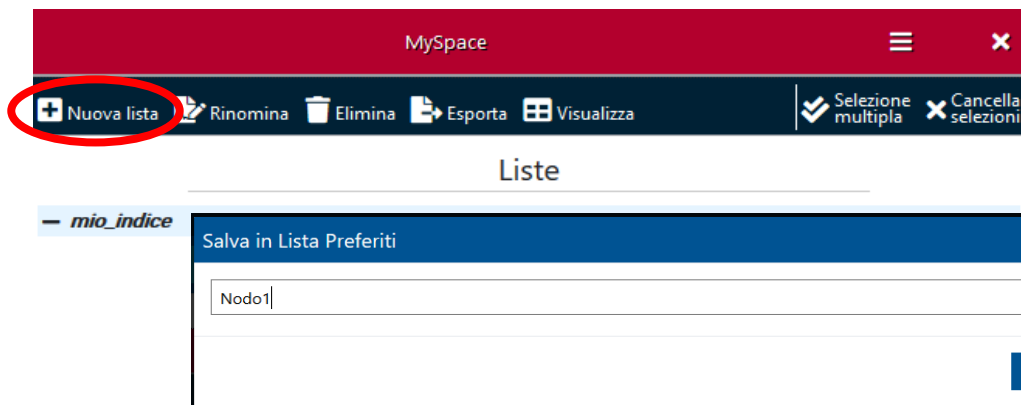 MySpace
Nuova lista Rinomina Elimina Esporta Visualizza Selezione multipla Cancella selezioni
Liste
mio_indice
Salva in Lista Preferiti
Nodo1